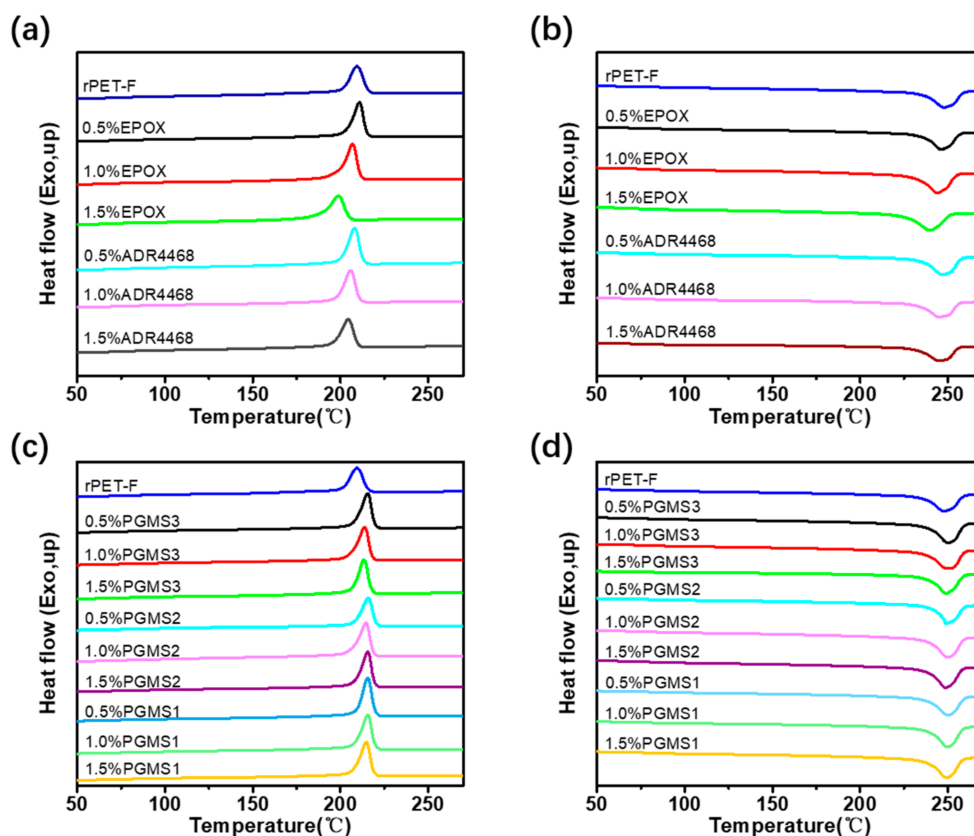 (a)
Heat flow (Exo,up)
rPET-F
0.5%EPOX
1.0%EPOX
1.5%EPOX
0.5%ADR4468
1.0%ADR4468
1.5%ADR4468
50 100 150 200 250
Temperature(℃)
(b)
Heat flow (Exo,up)
rPET-F
0.5%EPOX
1.0%EPOX
1.5%EPOX
0.5%ADR4468
1.0%ADR4468
1.5%ADR4468
50 100 150 200 250
Temperature(℃)
(c)
Heat flow (Exo,up)
rPET-F
0.5%PGMS3
1.0%PGMS3
1.5%PGMS3
0.5%PGMS2
1.0%PGMS2
1.5%PGMS2
0.5%PGMS1
1.0%PGMS1
1.5%PGMS1
50 100 150 200 250
Temperature(℃)
(d)
Heat flow (Exo,up)
rPET-F
0.5%PGMS3
1.0%PGMS3
1.5%PGMS3
0.5%PGMS2
1.0%PGMS2
1.5%PGMS2
0.5%PGMS1
1.0%PGMS1
1.5%PGMS1
50 100 150 200 250
Temperature(℃)